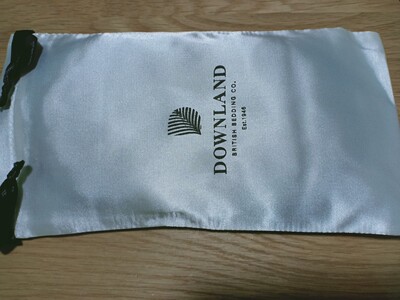 DOWNLAND
BRITISH BEDDING CO.
Est.1946